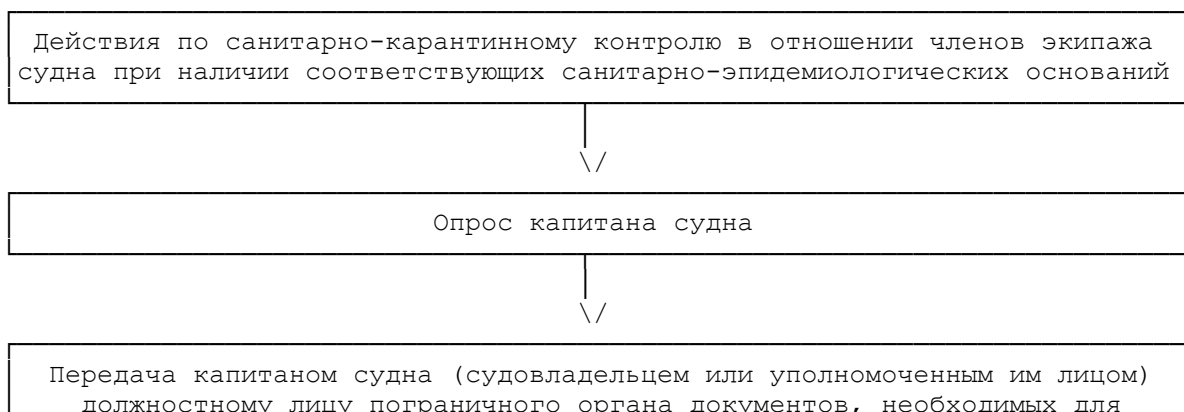 Действия по санитарно-карантинному контролю в отношении членов экипажа
судна при наличии соответствующих санитарно-эпидемиологических оснований
\/
Опрос капитана судна
\/
Передача капитаном судна (судовладельцем или уполномоченным им лицом)
должностному лицу пограничного органа документов, необходимых для